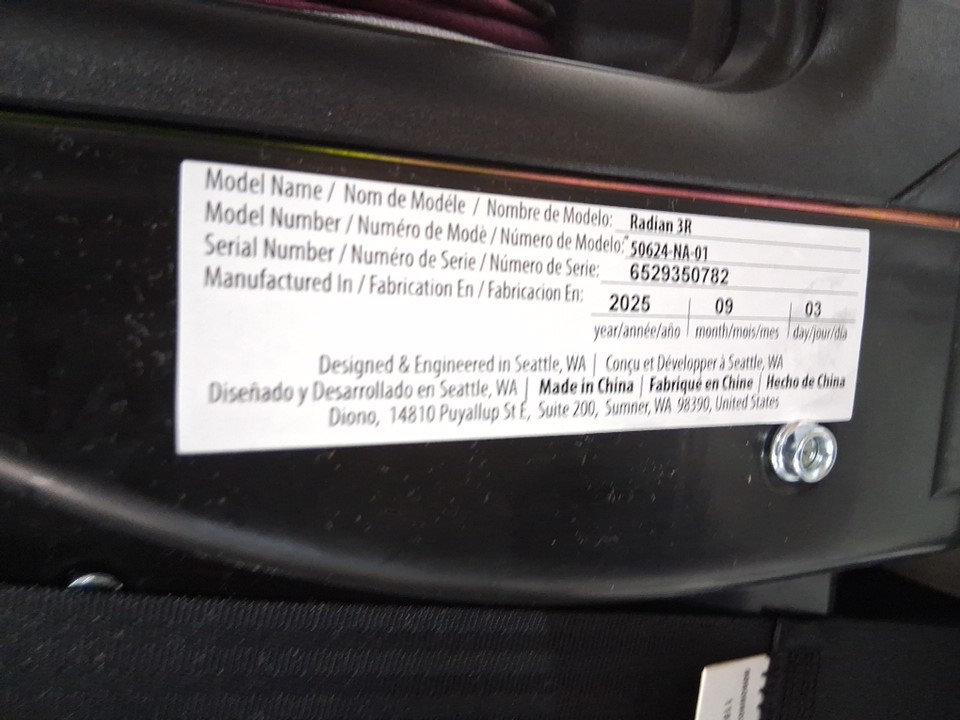 Model Name / Nom de Modéle / Nombre de Modelo: Radian 3R
Model Number / Numéro de Modè / Número de Modelo: 50624-NA-01
Serial Number / Numéro de Serie / Número de Serie: 6529350782
Manufactured In / Fabrication En / Fabricacion En: 2025 | 09 | 03
year/année/año | month/mois/mes | day/jour/día
Designed & Engineered in Seattle, WA | Conçu et Développer à Seattle, WA
Diseñado y Desarrollado en Seattle, WA | Made in China | Fabriqué en Chine | Hecho de China
Diono, 14810 Puyallup St E, Suite 200, Sumner, WA 98390, United States